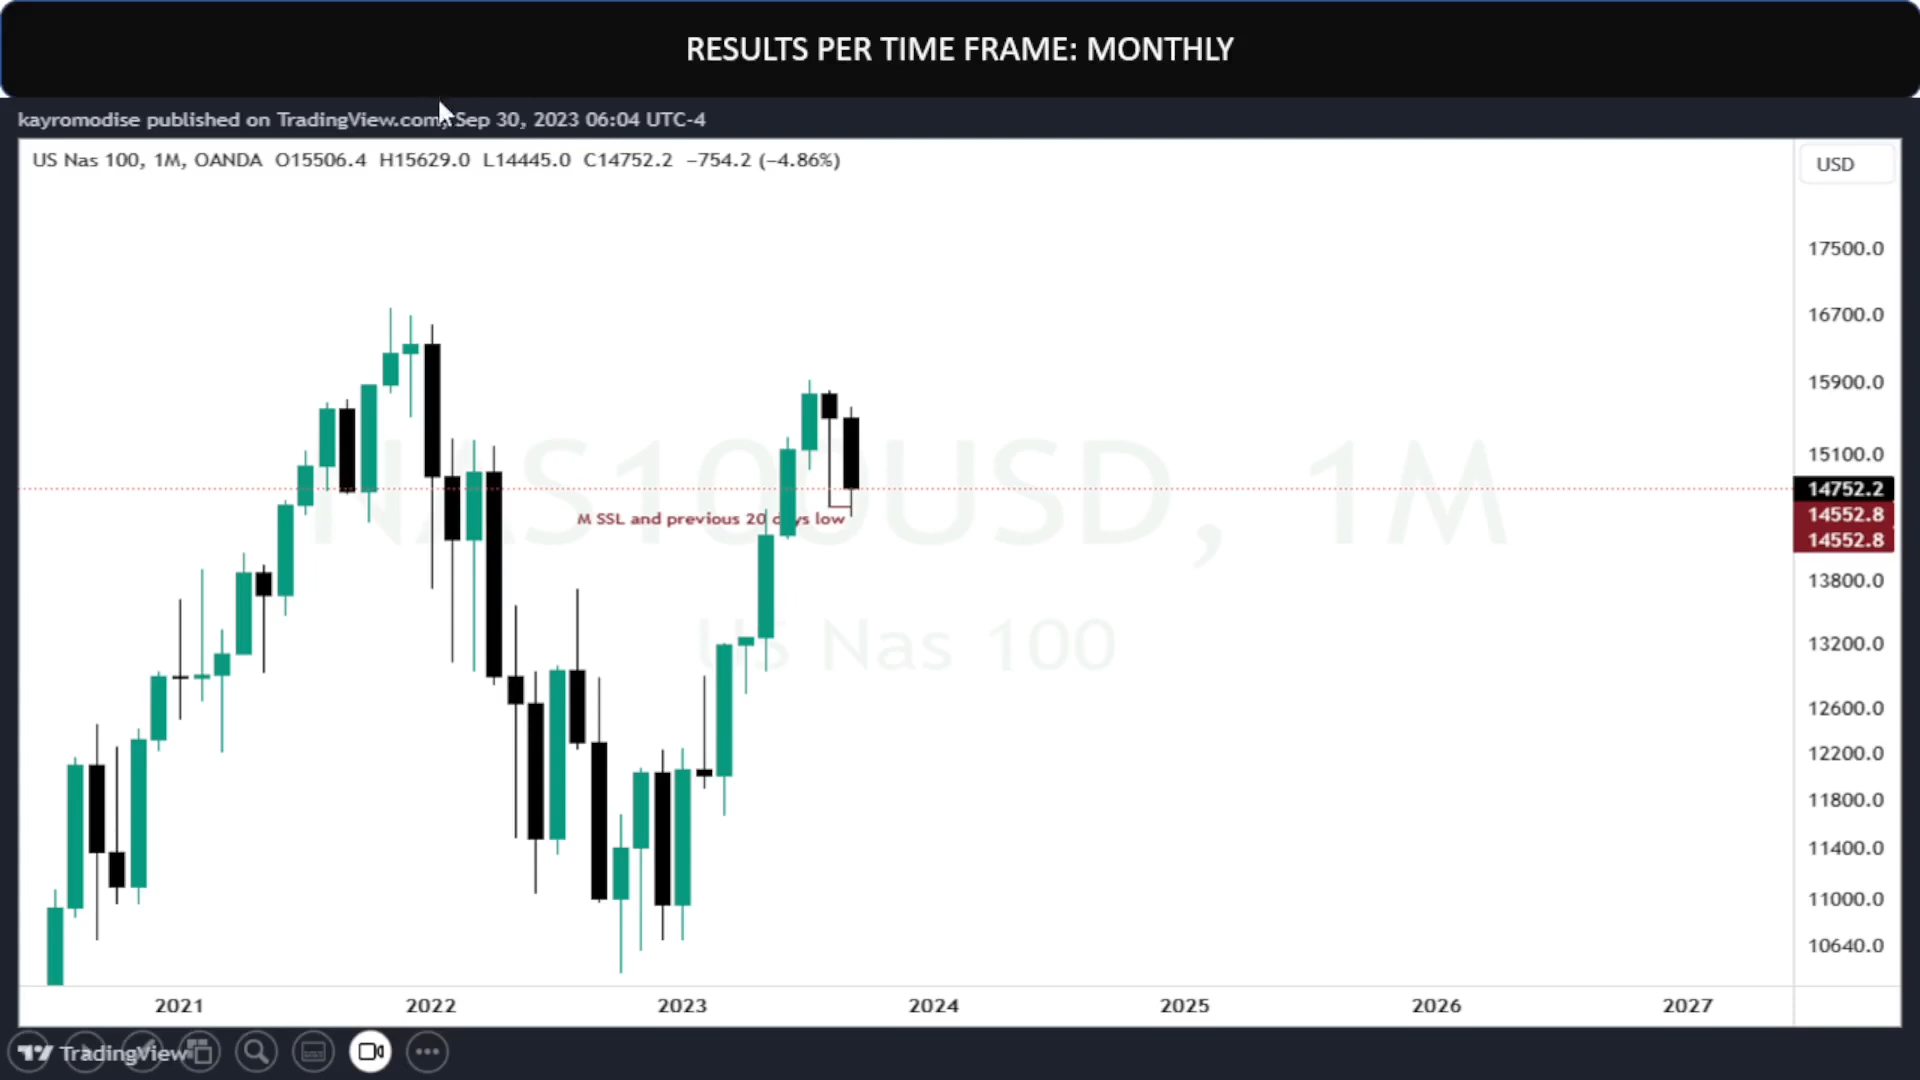 RESULTS PER TIME FRAME: MONTHLY
kayromodise published on TradingView.com, Sep 30, 2023 06:04 UTC-4
US Nas 100, 1M, OANDA O15506.4 H15629.0 L14445.0 C14752.2 −754.2 (−4.86%)
USD
17500.0
16700.0
15900.0
15100.0
14752.2
14552.8
14552.8
13800.0
13200.0
12600.0
12200.0
11800.0
11400.0
11000.0
10640.0
NAS100USD, 1M
US Nas 100
M SSL and previous 20 days low
2021 2022 2023 2024 2025 2026 2027
TradingView